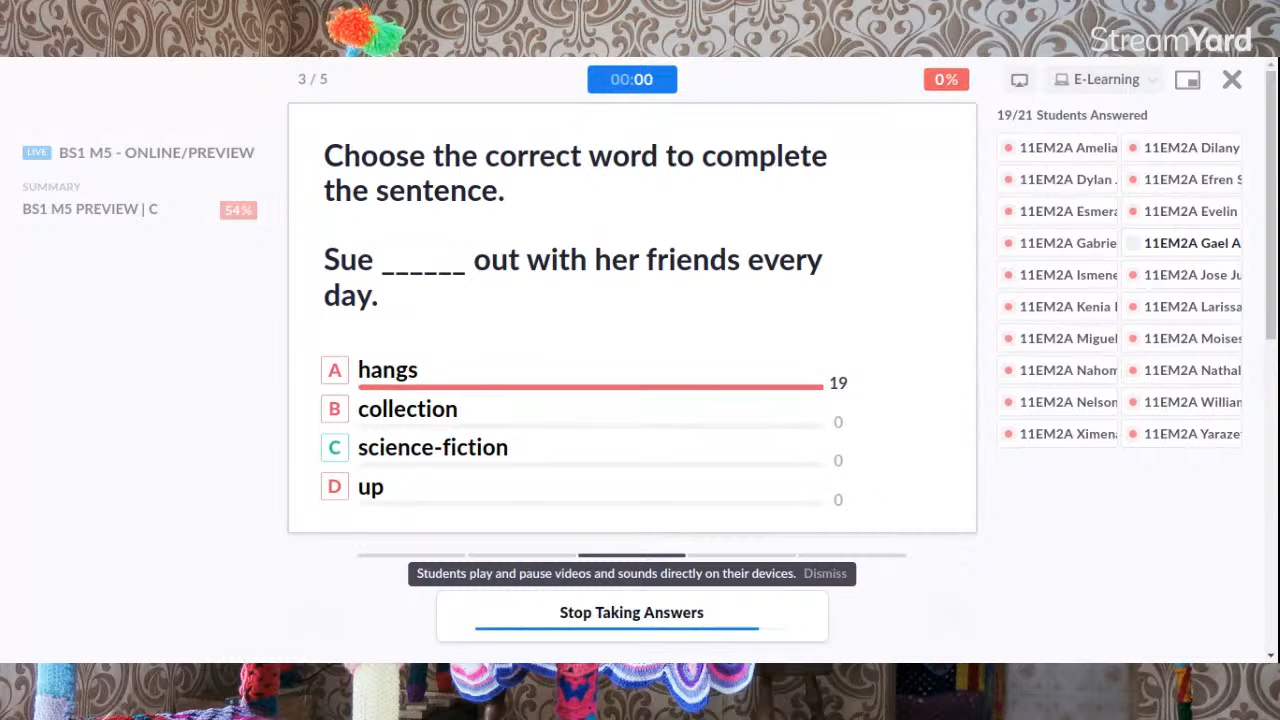 StreamYard
3 / 5
00:00
0%
E-Learning
LIVE BS1 M5 - ONLINE/PREVIEW
SUMMARY
BS1 M5 PREVIEW | C 54%
Choose the correct word to complete
the sentence.
Sue ______ out with her friends every
day.
A hangs 19
B collection 0
C science-fiction 0
D up 0
Students play and pause videos and sounds directly on their devices. Dismiss
Stop Taking Answers
19/21 Students Answered
11EM2A Amelia
11EM2A Dilany
11EM2A Dylan .
11EM2A Efren S
11EM2A Esmera
11EM2A Evelin
11EM2A Gabrie
11EM2A Gael A
11EM2A Ismene
11EM2A Jose Ju
11EM2A Kenia
11EM2A Larissa
11EM2A Miguel
11EM2A Moises
11EM2A Nahom
11EM2A Nathal
11EM2A Nelson
11EM2A William
11EM2A Ximena
11EM2A Yaraze